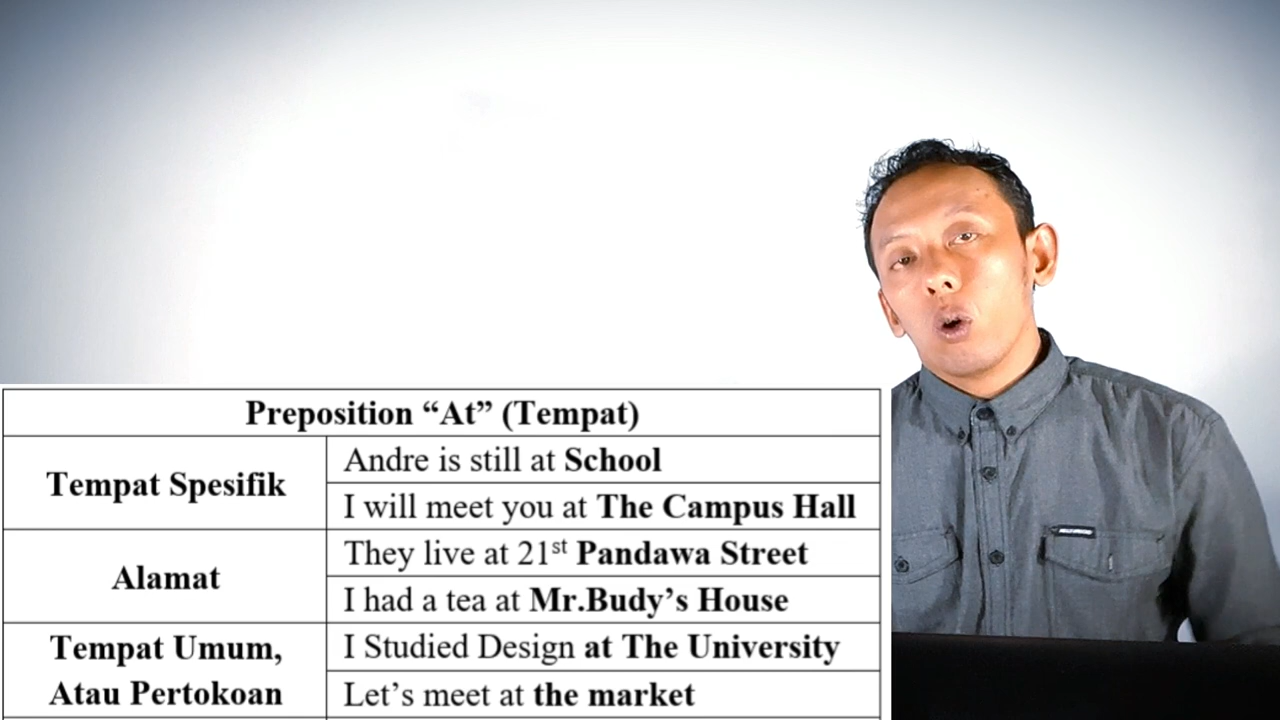 Preposition “At” (Tempat)
Tempat Spesifik
Andre is still at School
I will meet you at The Campus Hall
Alamat
They live at 21st Pandawa Street
I had a tea at Mr.Budy’s House
Tempat Umum,
Atau Pertokoan
I Studied Design at The University
Let’s meet at the market